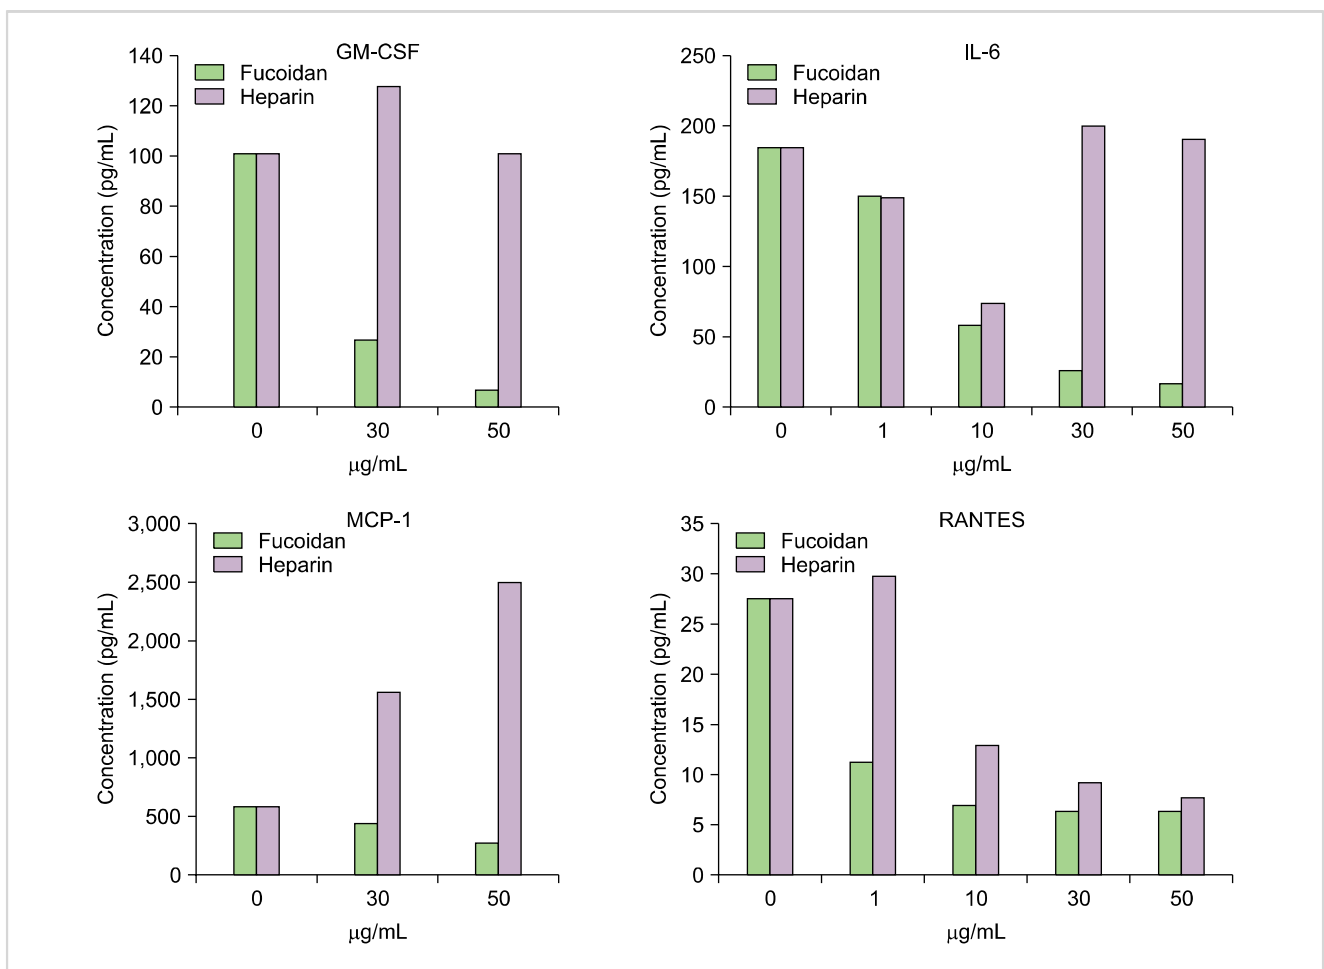 GM-CSF
Fucoidan
Heparin
Concentration (pg/mL)
140
120
100
80
60
40
20
0
0 30 50
μg/mL
IL-6
Fucoidan
Heparin
Concentration (pg/mL)
250
200
150
100
50
0
0 1 10 30 50
μg/mL
MCP-1
Fucoidan
Heparin
Concentration (pg/mL)
3,000
2,500
2,000
1,500
1,000
500
0
0 30 50
μg/mL
RANTES
Fucoidan
Heparin
Concentration (pg/mL)
35
30
25
20
15
10
5
0
0 1 10 30 50
μg/mL